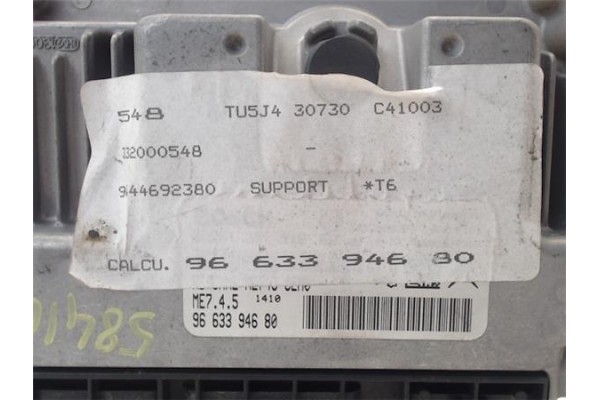 548 TU5J4 30730 C41003
132000548 -
944692380 SUPPORT *T6
CALCU. 96 633 946 80
ME7.4.5 1410
96 633 946 80